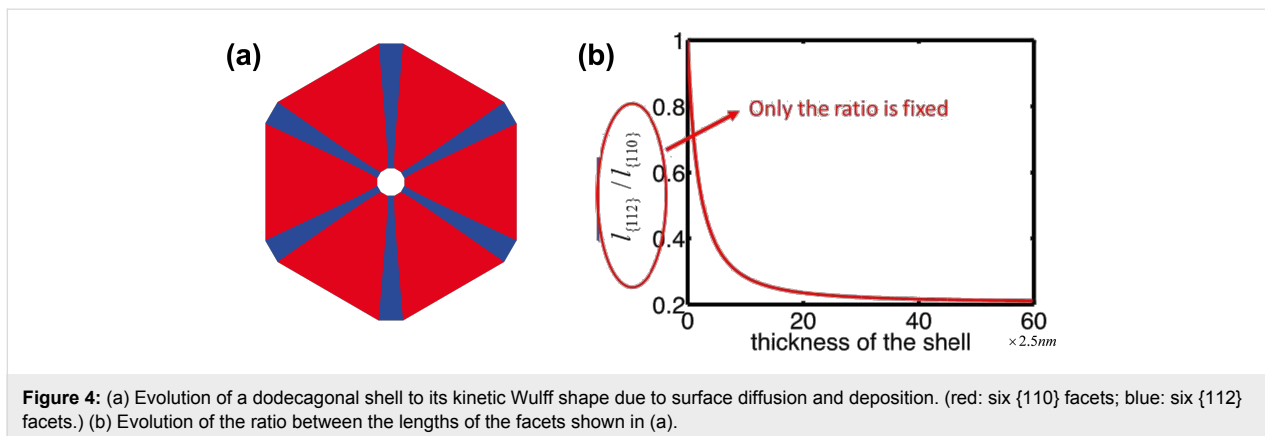 (a)
(b)
1
0.8
0.6
0.4
0.2
l{112} / l{110}
Only the ratio is fixed
0
20
40
60
thickness of the shell
×2.5nm
Figure 4: (a) Evolution of a dodecagonal shell to its kinetic Wulff shape due to surface diffusion and deposition. (red: six {110} facets; blue: six {112}
facets.) (b) Evolution of the ratio between the lengths of the facets shown in (a).